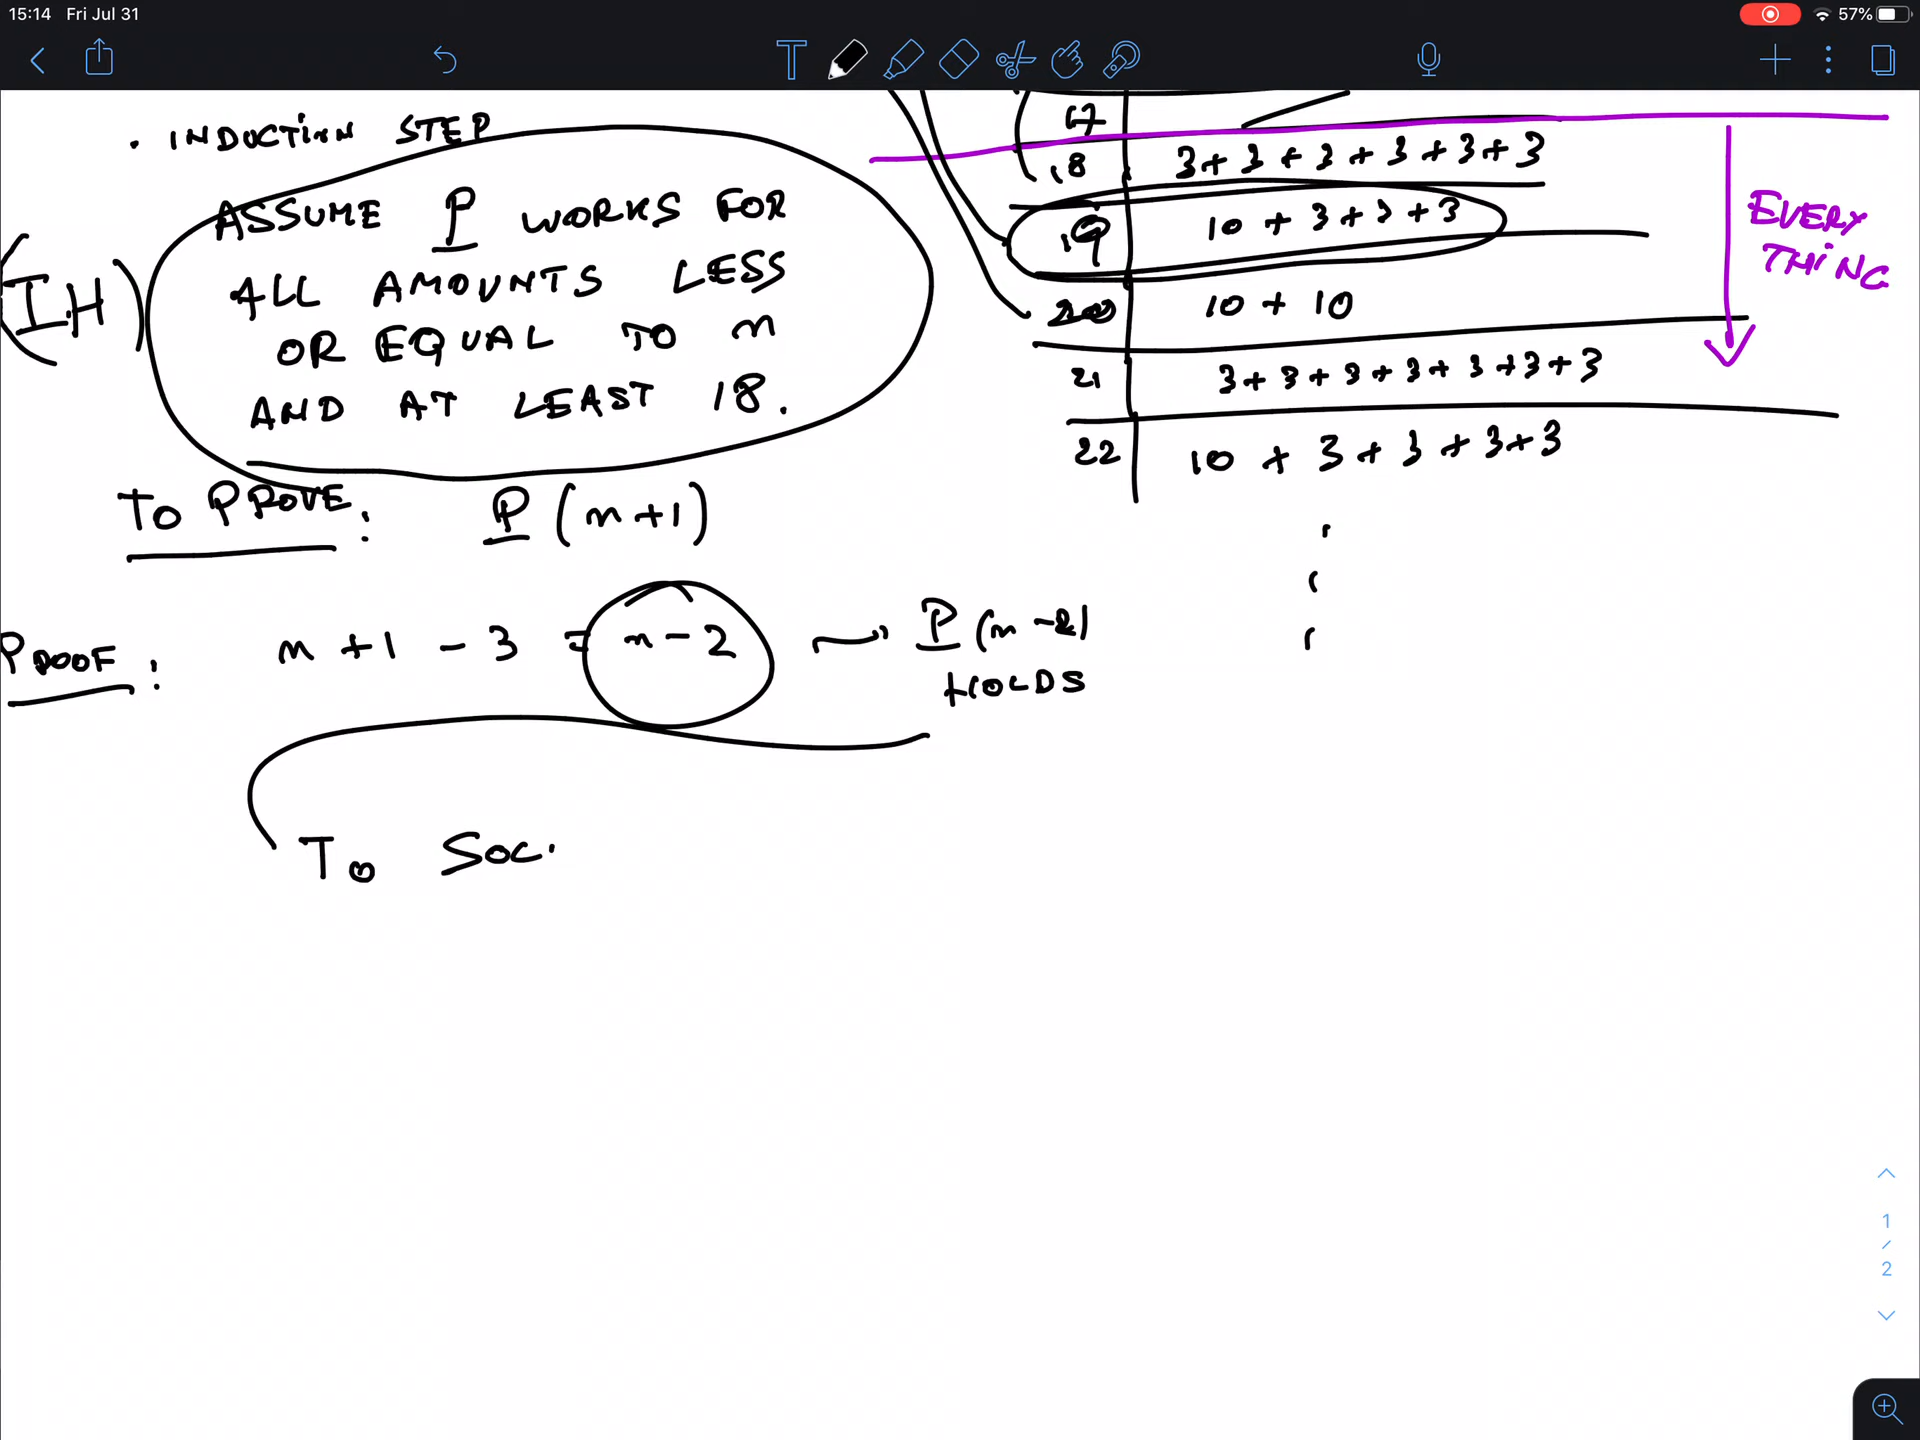 15:14 Fri Jul 31
57%
T
. INDUCTION STEP
ASSUME P WORKS FOR
ALL AMOUNTS LESS
OR EQUAL TO n
AND AT LEAST 18.
(IH)
TO PROVE: P (n+1)
PROOF: n+1 - 3 = n-2 P (n-2)
HOLDS
To Soc.
17
18 3+3+3+3+3+3
19 10+3+3+3
20 10+10
21 3+3+3+3+3+3+3
22 10+3+3+3+3
EVERY
THING
1
/
2